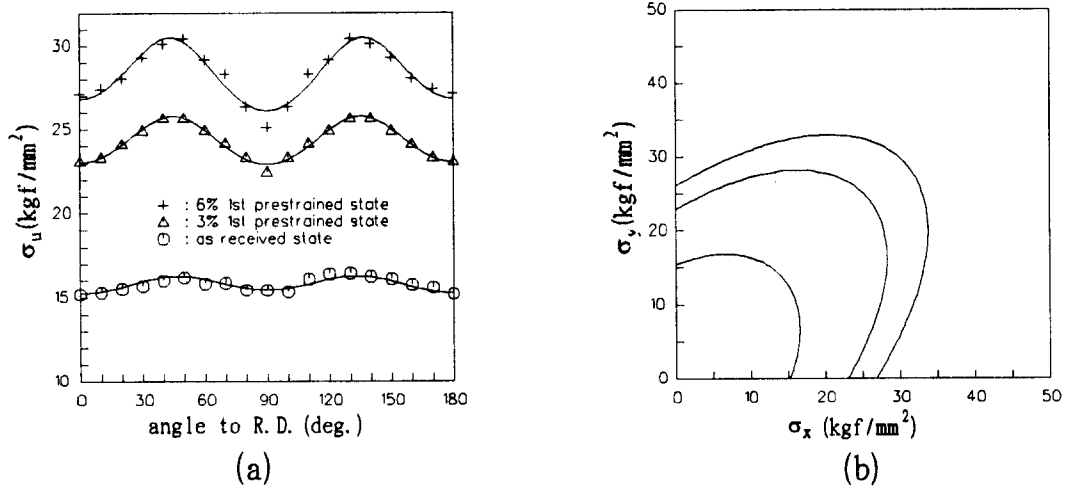 30
25
20
15
10
σu (kgf/mm²)
+ : 6% 1st prestrained state
△ : 3% 1st prestrained state
○ : as received state
0 30 60 90 120 150 180
angle to R.D. (deg.)
(a)
50
40
30
20
10
0
σy (kgf/mm²)
0 10 20 30 40 50
σx (kgf/mm²)
(b)